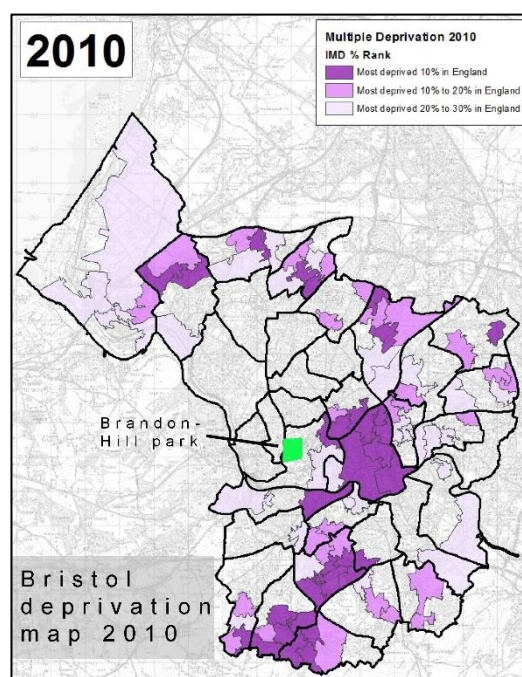 2010
Multiple Deprivation 2010
IMD % Rank
Most deprived 10% in England
Most deprived 10% to 20% in England
Most deprived 20% to 30% in England
Brandon-
Hill park
Bristol
deprivation
map 2010